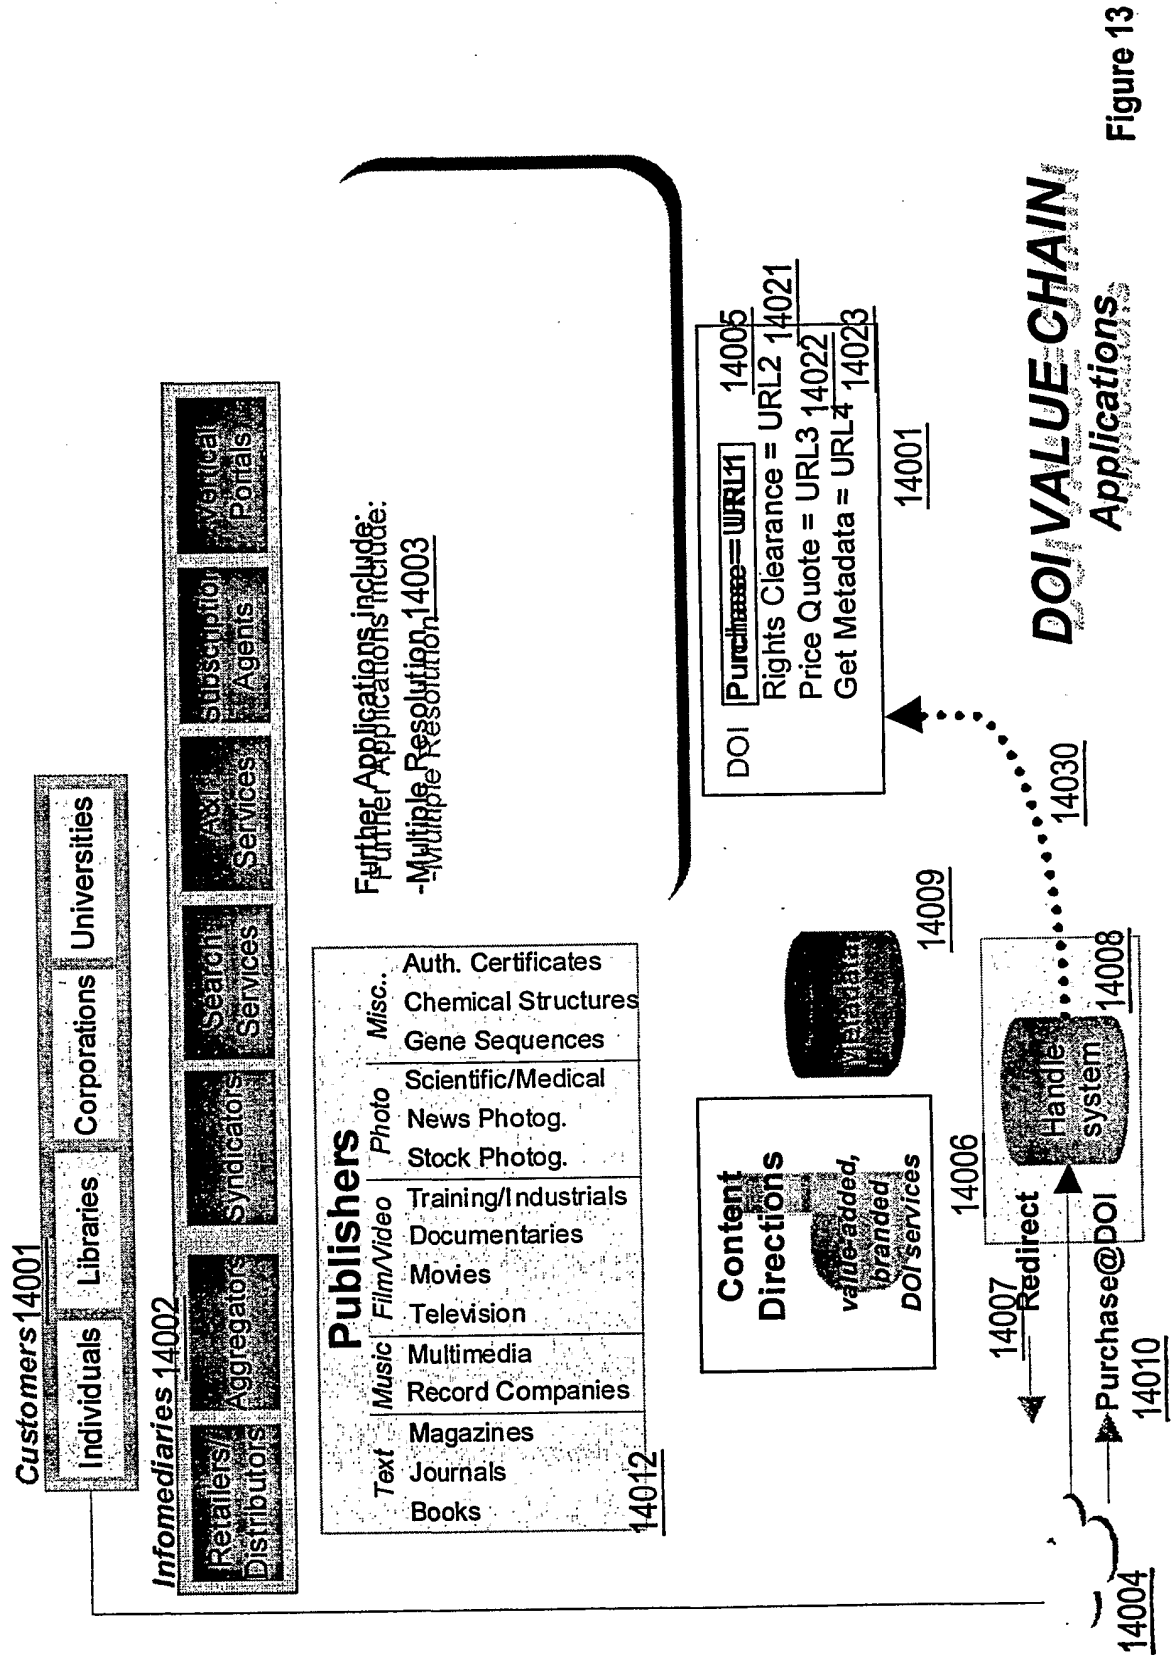 Customers 14001
Individuals
Libraries
Corporations
Universities
Infomediaries 14002
Retailers/
Distributors
Aggregators
Syndicators
Search
Services
A&I
Services
Subscription
Agents
Vertical
Portals
Publishers
Text
Music
Film/Video
Photo
Misc..
Books
Journals
Magazines
Record Companies
Multimedia
Television
Movies
Documentaries
Training/Industrials
Stock Photog.
News Photog.
Scientific/Medical
Gene Sequences
Chemical Structures
Auth. Certificates
14012
Further Applications include:
Further Applications include:
-Multiple Resolution 14003
-Multiple Resolution
Content
Directions
value-added,
branded,
DOI services
14006
Metadata
14009
DOI
Purchase = URL1
14005
Rights Clearance = URL2 14021
Price Quote = URL3 14022
Get Metadata = URL4 14023
14001
14007
Redirect
Handle
system
14008
14030
Purchase@DOI
14010
14004
DOI VALUE CHAIN
Applications
Figure 13